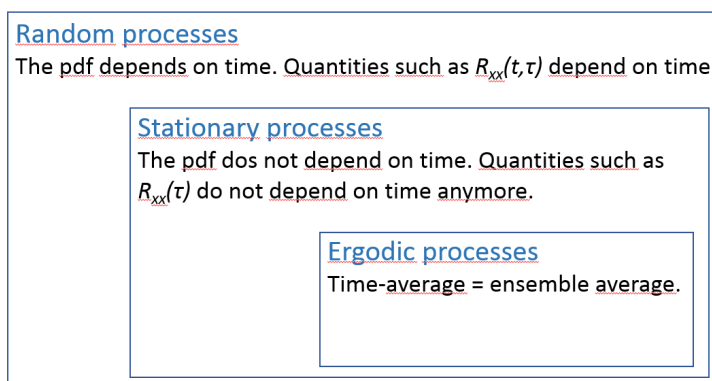 Random processes
The pdf depends on time. Quantities such as Rxx(t,τ) depend on time
Stationary processes
The pdf dos not depend on time. Quantities such as
Rxx(τ) do not depend on time anymore.
Ergodic processes
Time-average = ensemble average.